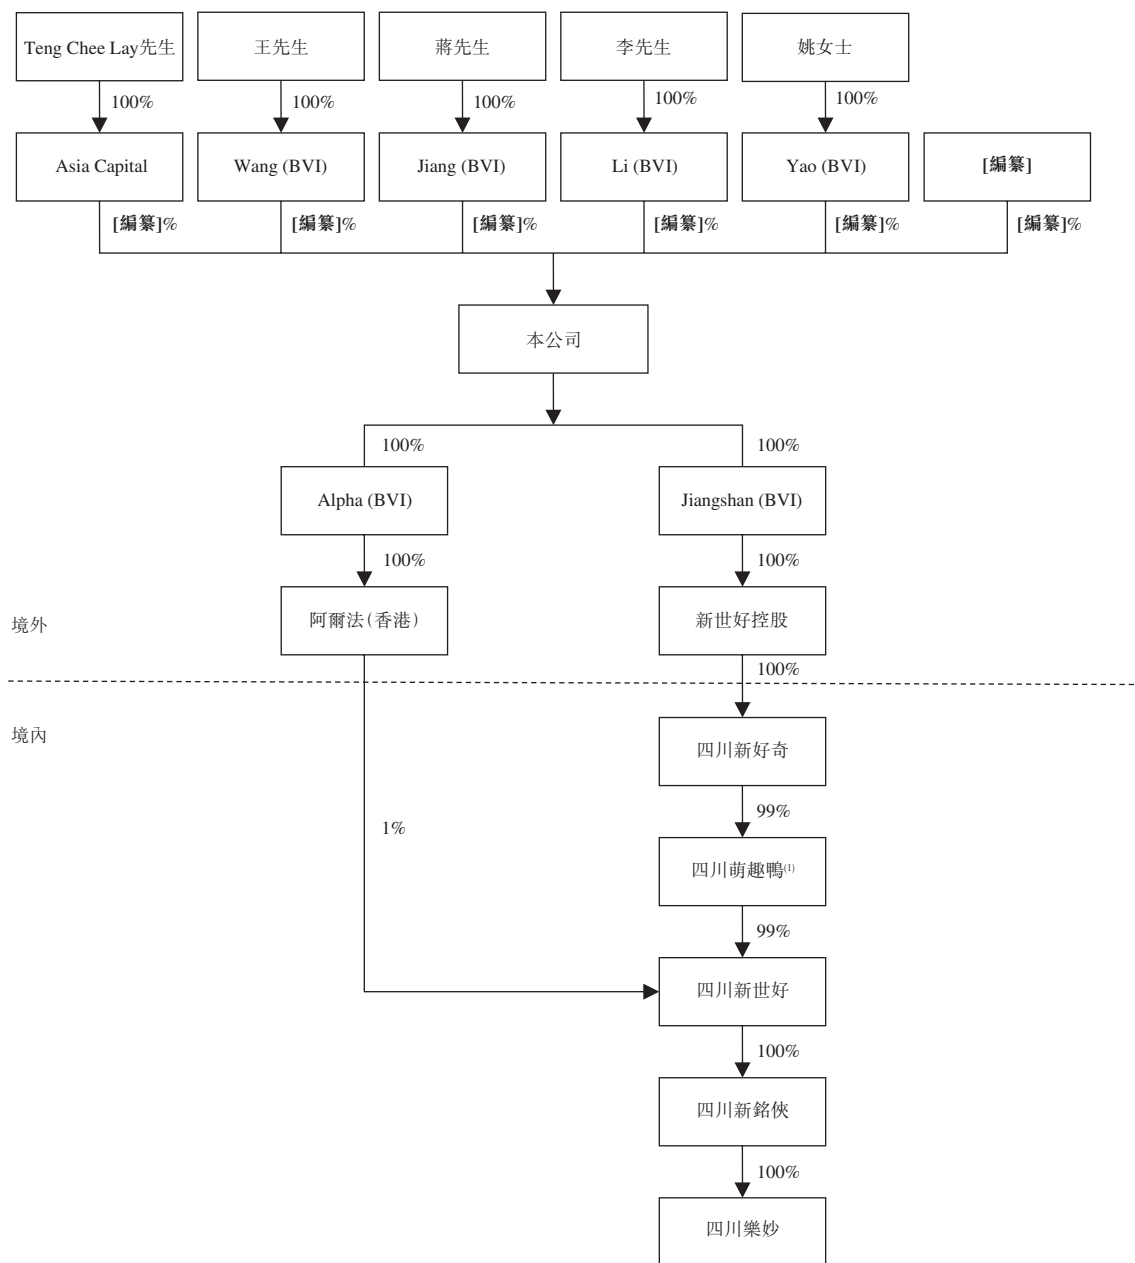 Teng Chee Lay先生
王先生
蔣先生
李先生
姚女士
100%
100%
100%
100%
100%
Asia Capital
Wang (BVI)
Jiang (BVI)
Li (BVI)
Yao (BVI)
[編纂]
[編纂]%
[編纂]%
[編纂]%
[編纂]%
[編纂]%
[編纂]%
本公司
100%
100%
Alpha (BVI)
Jiangshan (BVI)
100%
100%
阿爾法(香港)
新世好控股
境外
100%
境內
四川新好奇
99%
1%
四川萌趣鴨(1)
99%
四川新世好
100%
四川新銘俠
100%
四川樂妙